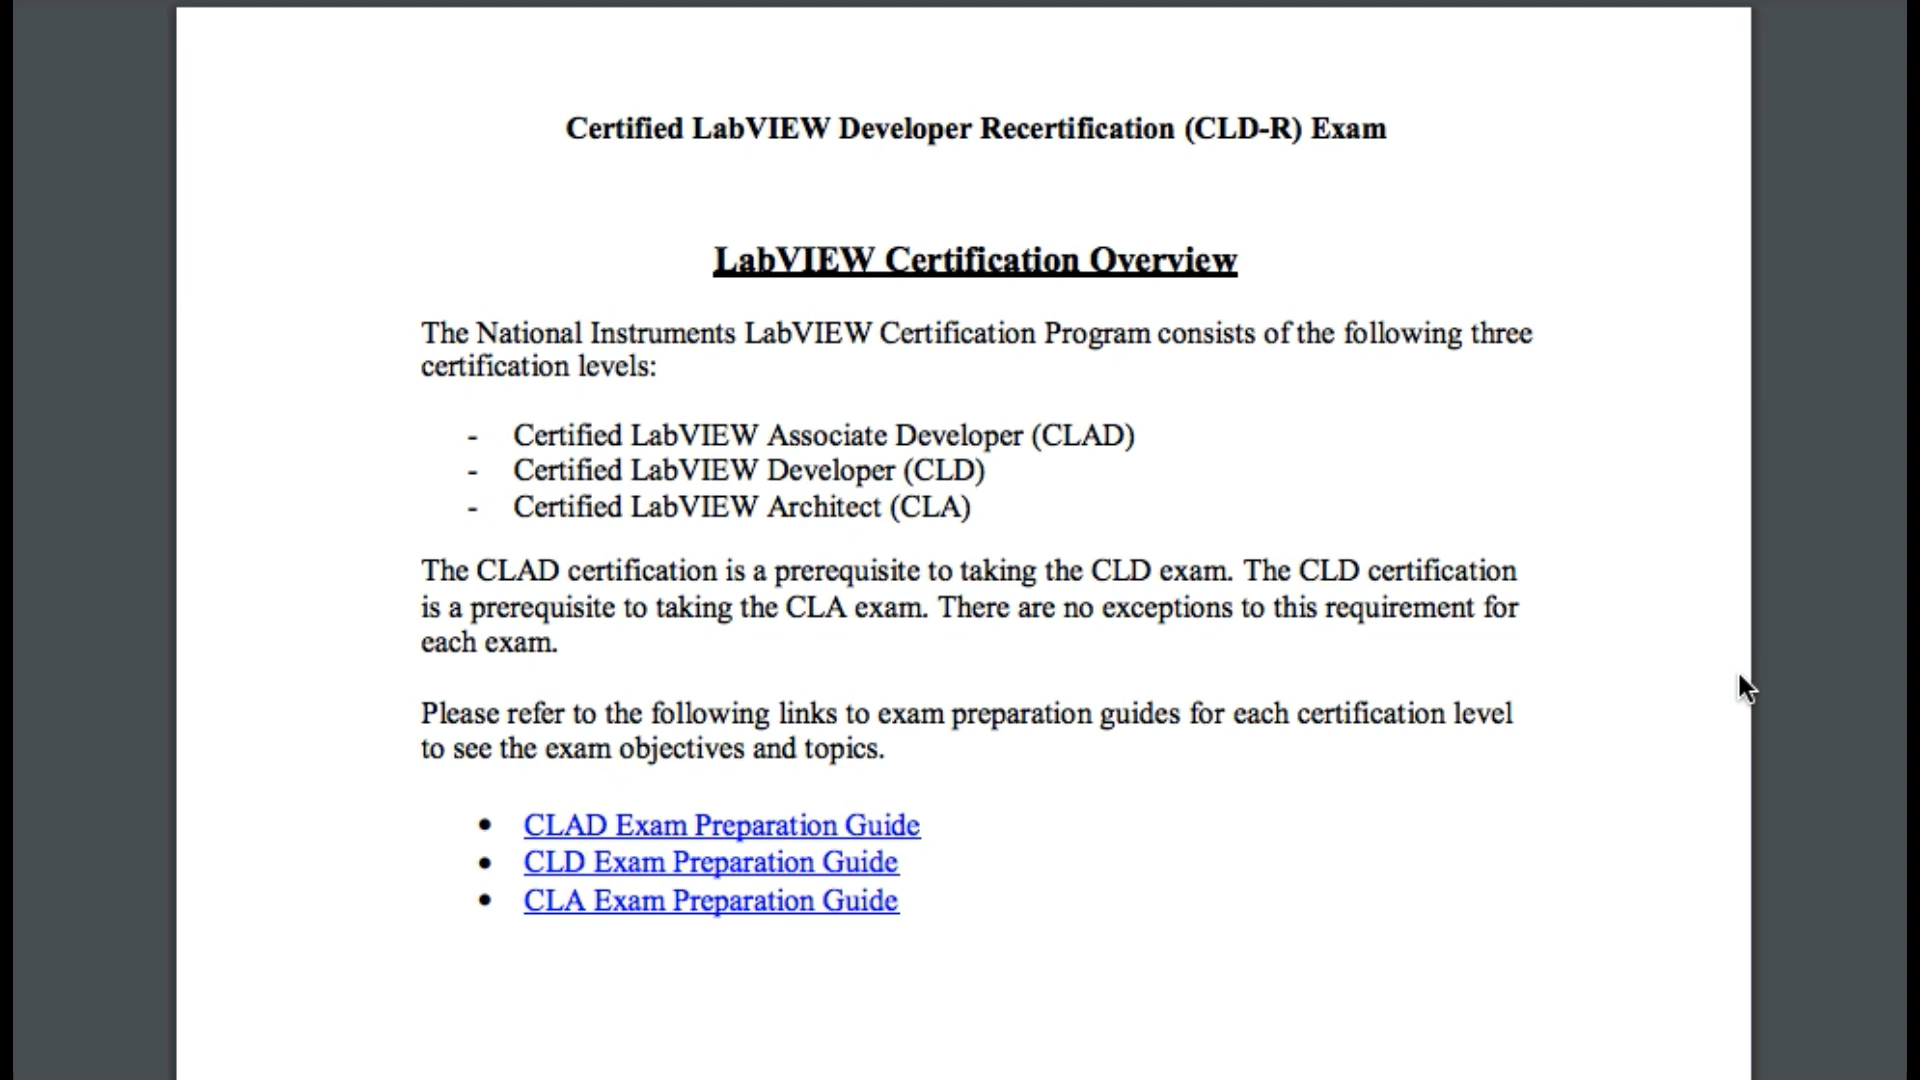 Certified LabVIEW Developer Recertification (CLD-R) Exam
LabVIEW Certification Overview
The National Instruments LabVIEW Certification Program consists of the following three
certification levels:
- Certified LabVIEW Associate Developer (CLAD)
- Certified LabVIEW Developer (CLD)
- Certified LabVIEW Architect (CLA)
The CLAD certification is a prerequisite to taking the CLD exam. The CLD certification
is a prerequisite to taking the CLA exam. There are no exceptions to this requirement for
each exam.
Please refer to the following links to exam preparation guides for each certification level
to see the exam objectives and topics.
• CLAD Exam Preparation Guide
• CLD Exam Preparation Guide
• CLA Exam Preparation Guide